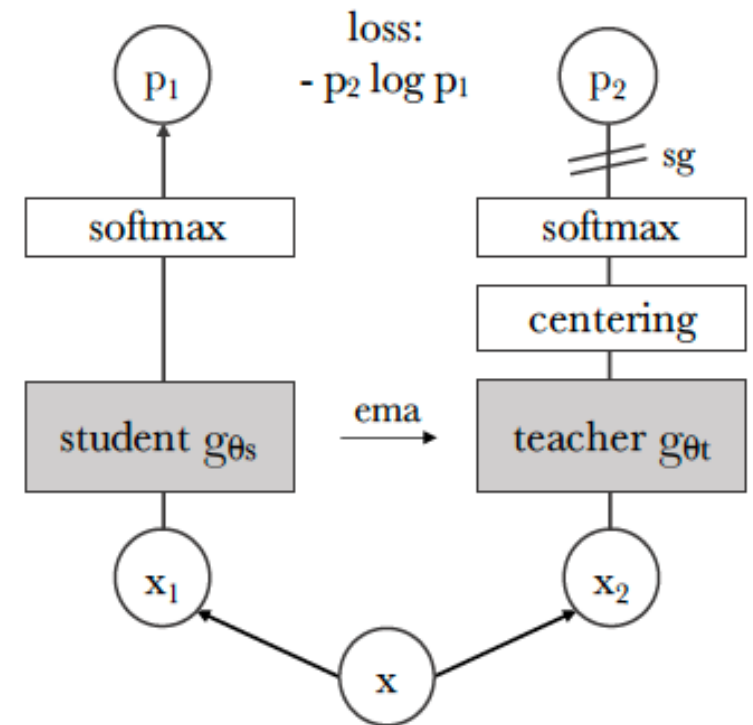 loss:
p₁ - p₂ log p₁ p₂
sg
softmax softmax
centering
student gθs ema teacher gθt
x₁ x₂
x